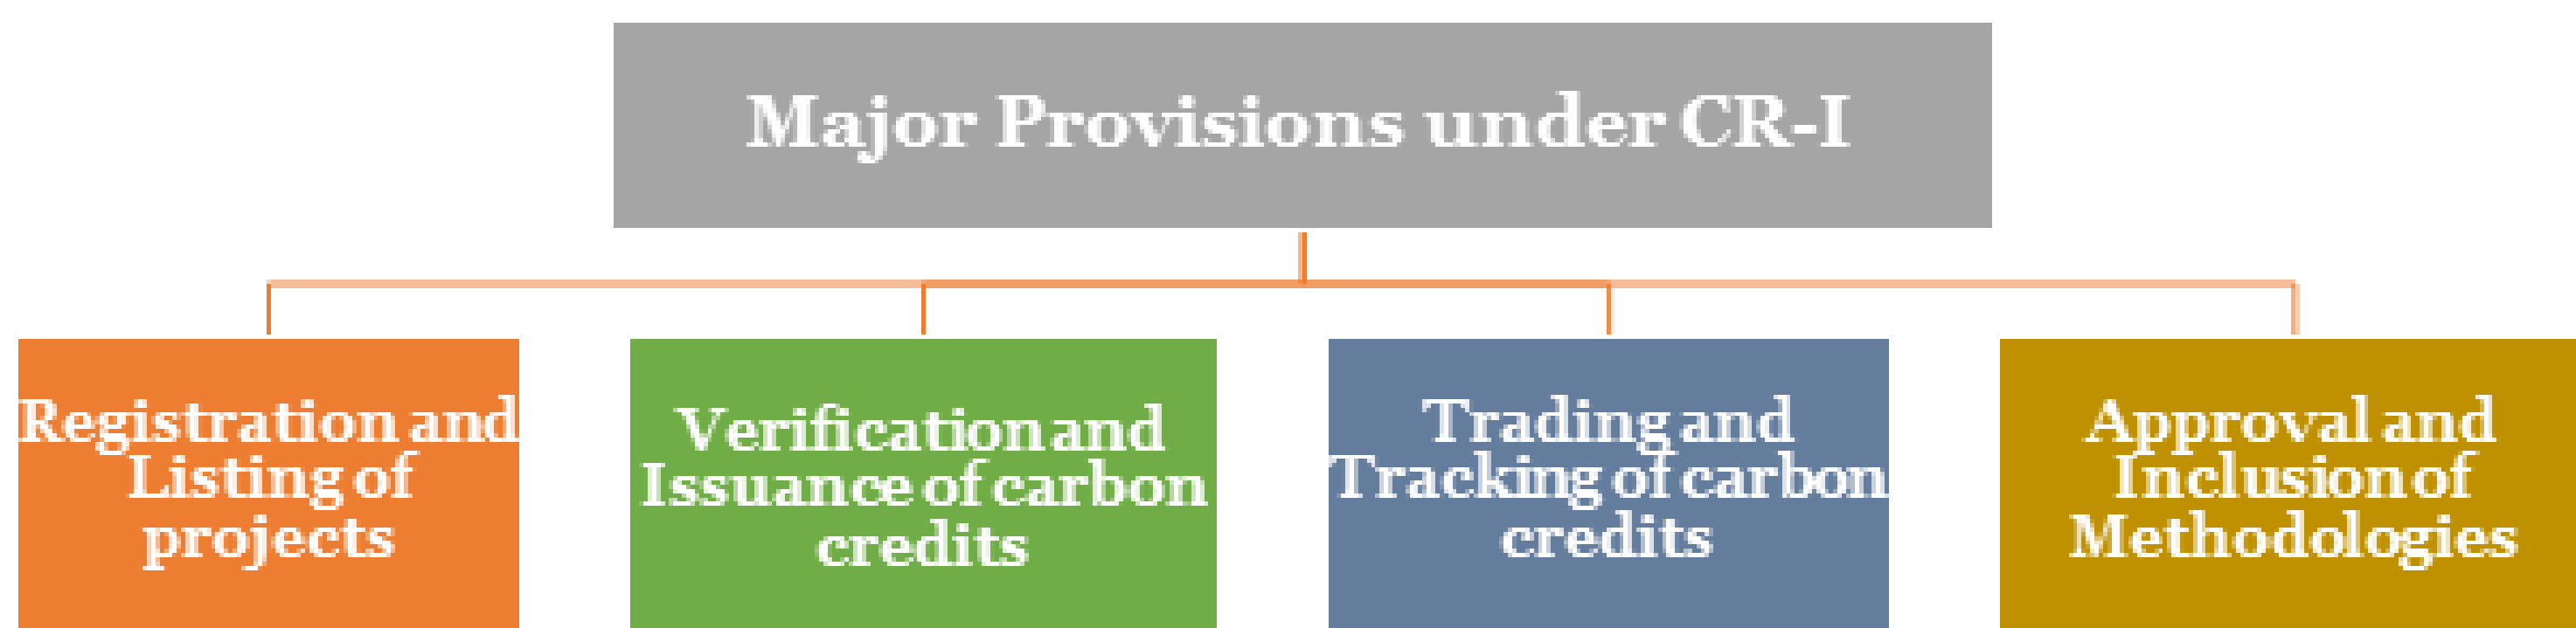 Major Provisions under CR-I
Registration and
Listing of
projects
Verification and
Issuance of carbon
credits
Trading and
Tracking of carbon
credits
Approval and
Inclusion of
Methodologies